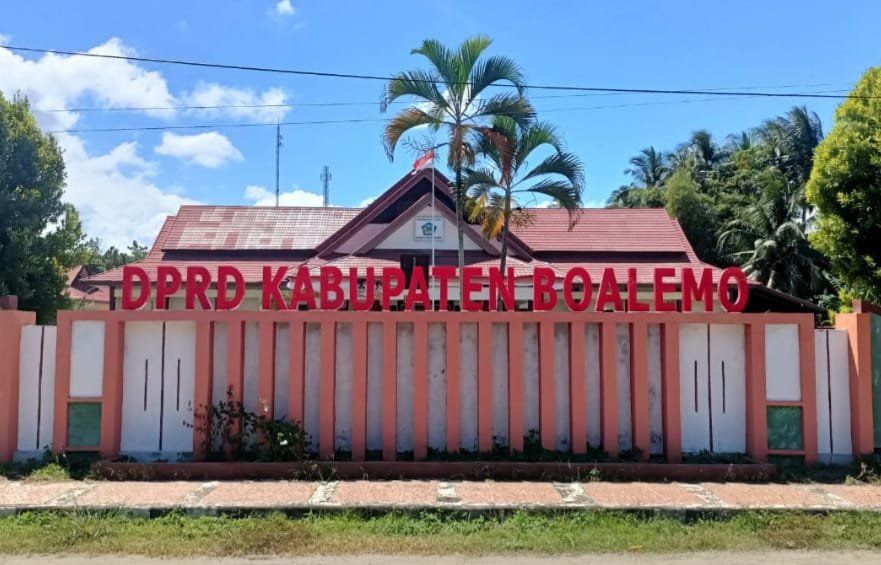 DPRD KABUPATEN BOALEMO